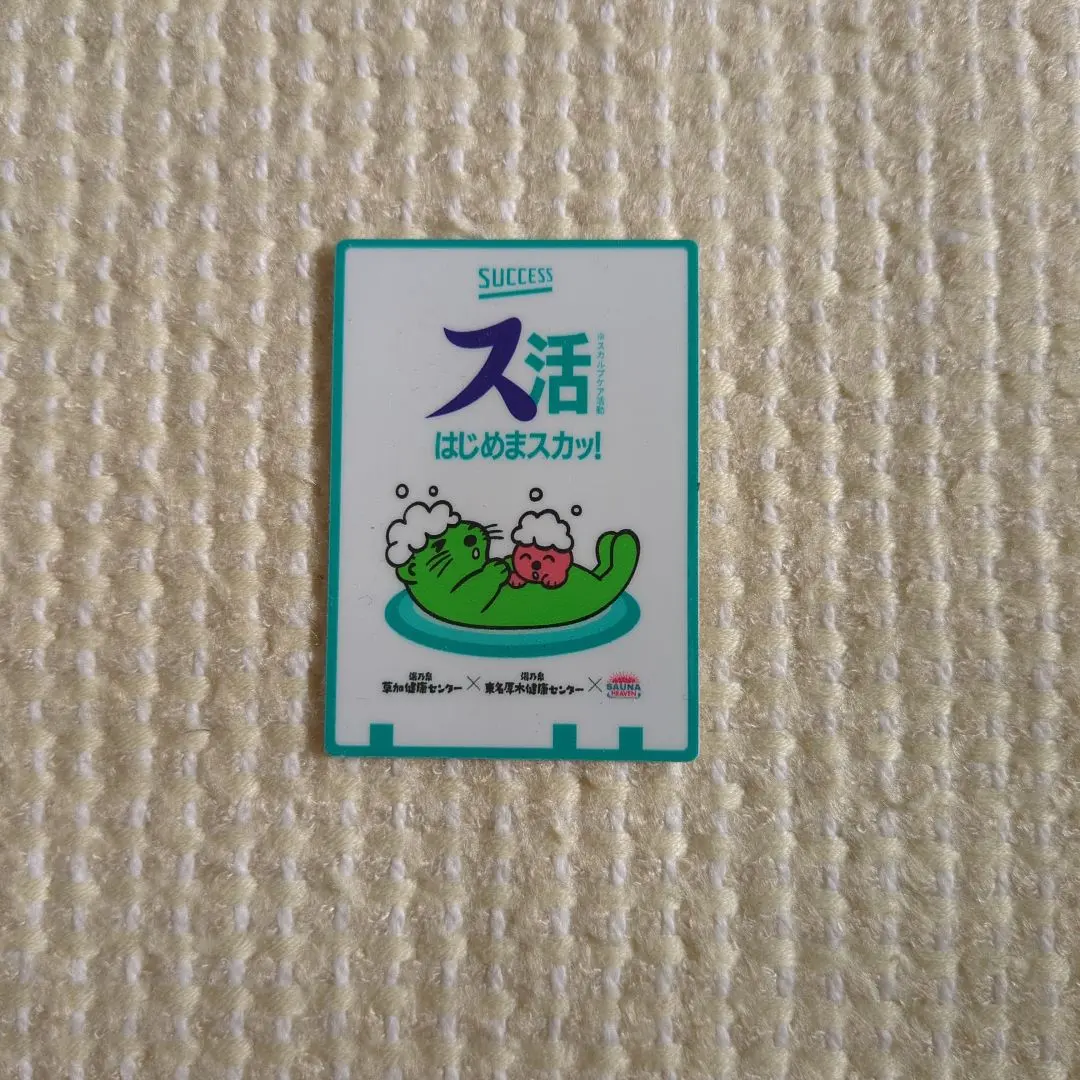 SUCCESS
ス活
※スカルプケア活動
はじめまスカッ!
湯乃泉
草加健康センター
×
湯乃泉
東名厚木健康センター
×
SAUNA
HEAVEN